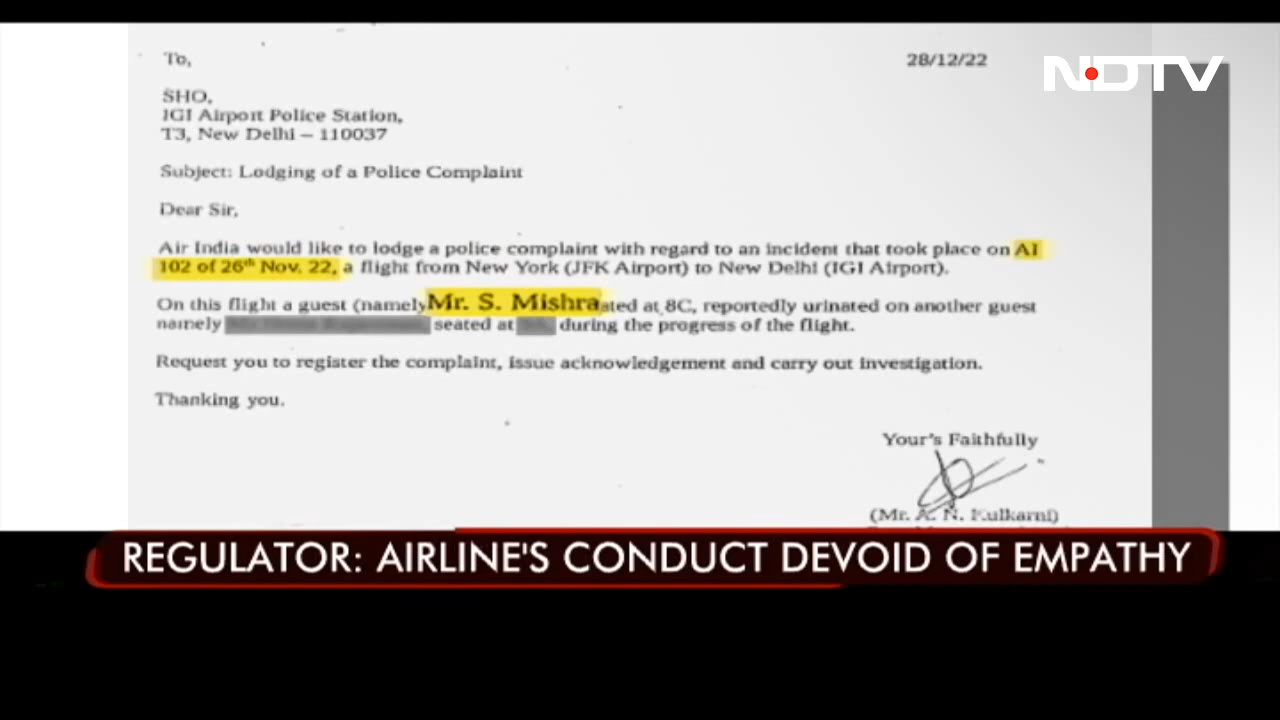 NDTV
To,
28/12/22
SHO,
IGI Airport Police Station,
T3, New Delhi – 110037
Subject: Lodging of a Police Complaint
Dear Sir,
Air India would like to lodge a police complaint with regard to an incident that took place on AI
102 of 26th Nov. 22, a flight from New York (JFK Airport) to New Delhi (IGI Airport).
On this flight a guest (namely Mr. S. Mishra ated at 8C, reportedly urinated on another guest
namely seated at during the progress of the flight.
Request you to register the complaint, issue acknowledgement and carry out investigation.
Thanking you.
Your's Faithfully
(Mr. A. N. Kulkarni)
REGULATOR: AIRLINE'S CONDUCT DEVOID OF EMPATHY